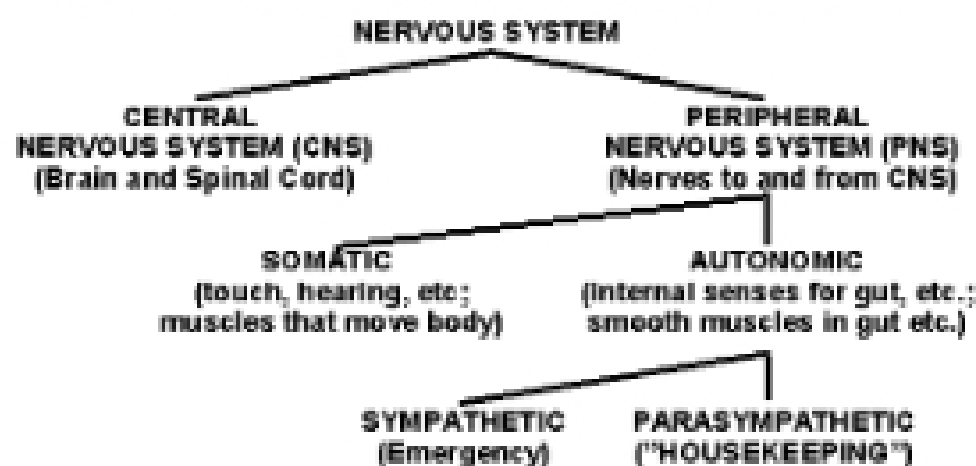 NERVOUS SYSTEM
CENTRAL
NERVOUS SYSTEM (CNS)
(Brain and Spinal Cord)
PERIPHERAL
NERVOUS SYSTEM (PNS)
(Nerves to and from CNS)
SOMATIC
(touch, hearing, etc;
muscles that move body)
AUTONOMIC
(internal senses for gut, etc.;
smooth muscles in gut etc.)
SYMPATHETIC
(Emergency)
PARASYMPATHETIC
("HOUSEKEEPING")